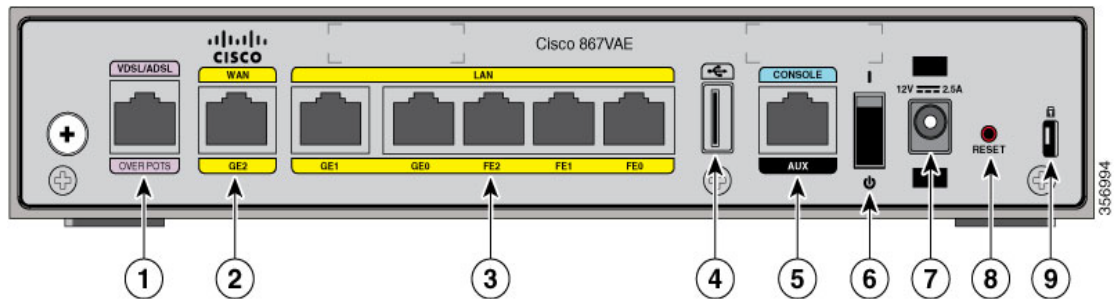 Cisco 867VAE
CISCO
VDSL/ADSL
WAN
LAN
CONSOLE
I
12V 2.5A
OVER POTS
GE2
GE1
GE0
FE2
FE1
FE0
AUX
RESET
356994
1
2
3
4
5
6
7
8
9